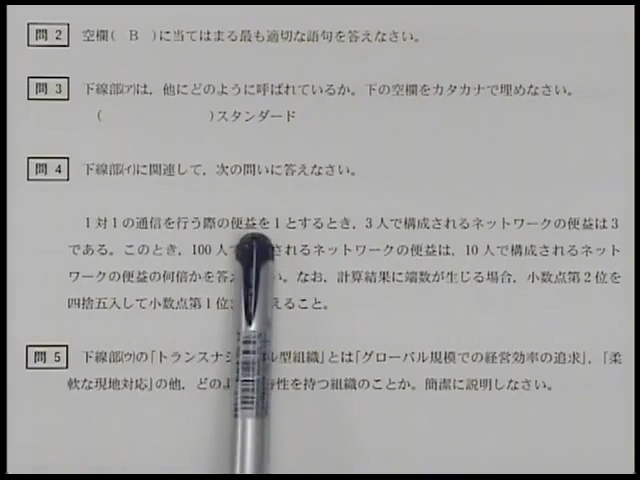 問 2 空欄( B )に当てはまる最も適切な語句を答えなさい。
問 3 下線部(ア)は，他にどのように呼ばれているか。下の空欄をカタカナで埋めなさい。
( )スタンダード
問 4 下線部(イ)に関連して，次の問いに答えなさい。
1対1の通信を行う際の便益を1とするとき，3人で構成されるネットワークの便益は3
である。このとき，100人で されるネットワークの便益は，10人で構成されるネット
ワークの便益の何倍かを答え い。なお，計算結果に端数が生じる場合，小数点第2位を
四捨五入して小数点第1位 えること。
問 5 下線部(ウ)の「トランスナシ ル型組織」とは「グローバル規模での経営効率の追求」，「柔
軟な現地対応」の他，どのよ 特性を持つ組織のことか。簡潔に説明しなさい。